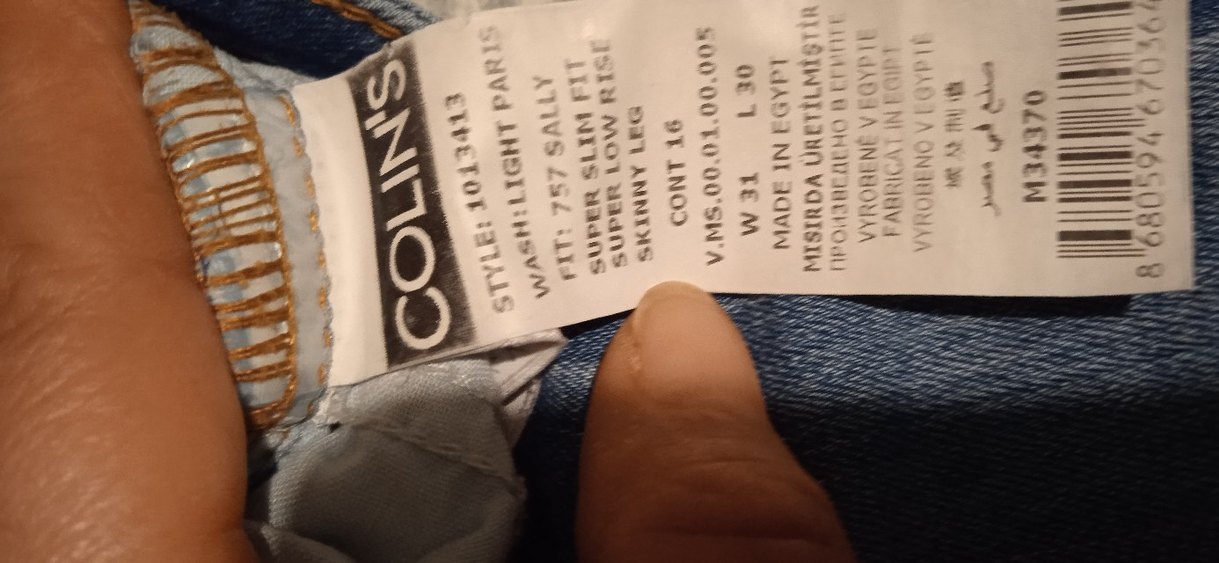 COLIN'S
STYLE: 1013413
WASH:LIGHT PARIS
FIT: 757 SALLY
SUPER SLIM FIT
SUPER LOW RISE
SKINNY LEG
CONT 16
V.MS.00.01.00.005
W 31 L 30
MADE IN EGYPT
MISIRDA ÜRETİLMİŞTİR
ПРОИЗВЕДЕНО В ЕГИПТЕ
VYROBENÉ V EGYPTE
FABRICAT IN EGIPT
VYROBENO V EGYPTĚ
埃及制造
صنع في مصر
M34370
8 680594 670364